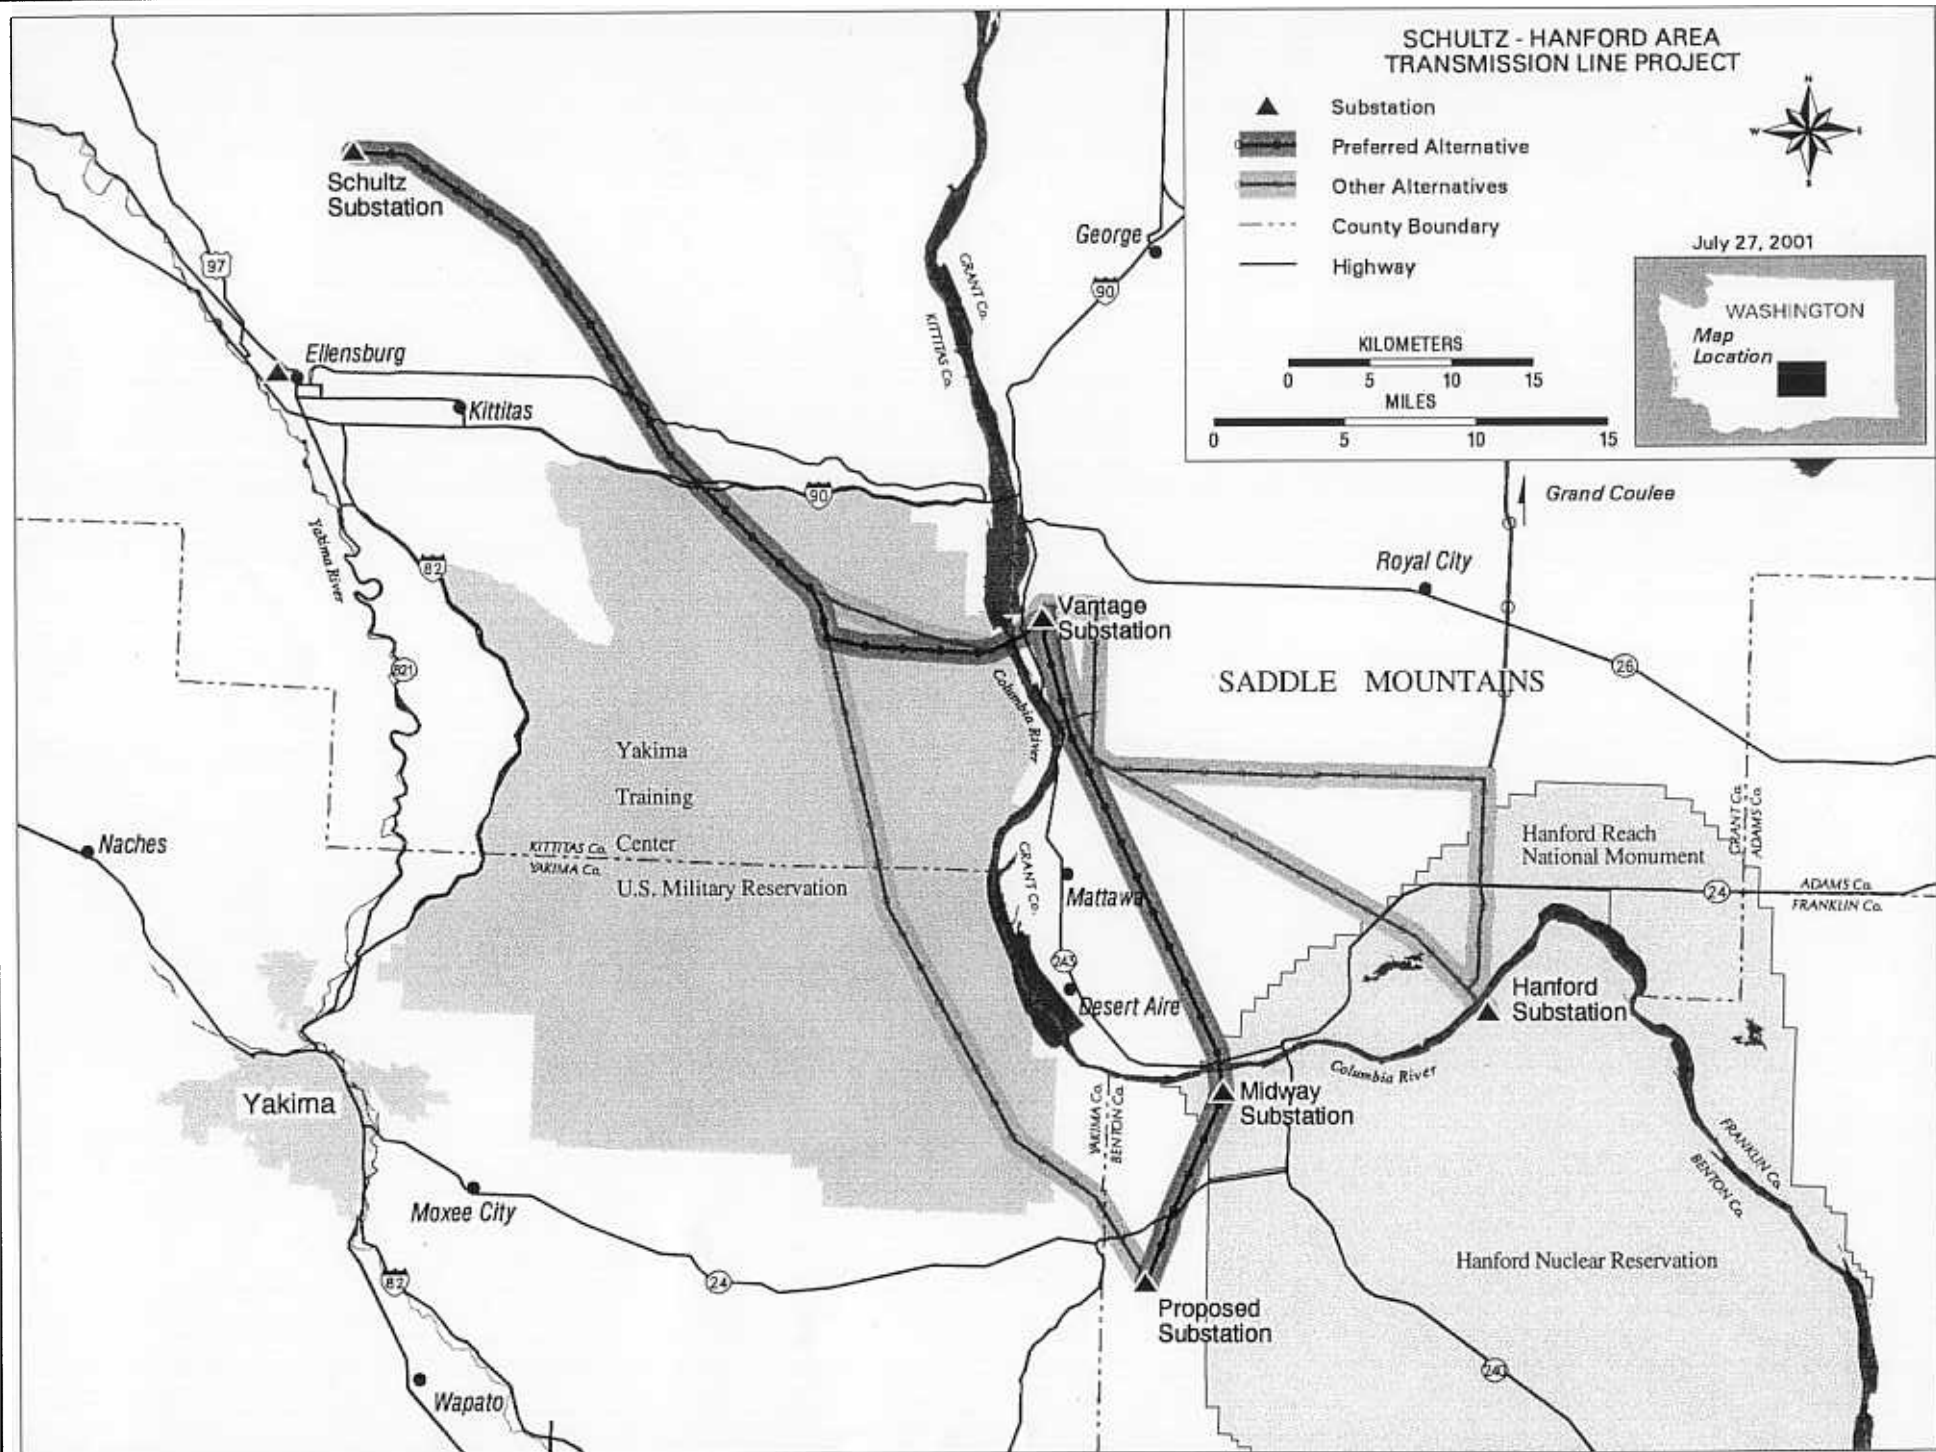 SCHULTZ - HANFORD AREA
TRANSMISSION LINE PROJECT
Substation
Preferred Alternative
Other Alternatives
County Boundary
Highway
N
W
E
S
July 27, 2001
WASHINGTON
Map
Location
KILOMETERS
0 5 10 15
MILES
0 5 10 15
Schultz
Substation
97
George
90
GRANT Co.
KITTITAS Co.
Ellensburg
Kittitas
90
Grand Coulee
Yakima River
82
Royal City
Vantage
Substation
821
26
SADDLE MOUNTAINS
Columbia River
Yakima
Training
Center
U.S. Military Reservation
KITTITAS Co.
YAKIMA Co.
Naches
GRANT Co.
Mattawa
Hanford Reach
National Monument
GRANT Co.
ADAMS Co.
24
ADAMS Co.
FRANKLIN Co.
243
Desert Aire
Hanford
Substation
Columbia River
Yakima
Midway
Substation
YAKIMA Co.
BENTON Co.
FRANKLIN Co.
BENTON Co.
Moxee City
82
24
Hanford Nuclear Reservation
Proposed
Substation
240
Wapato